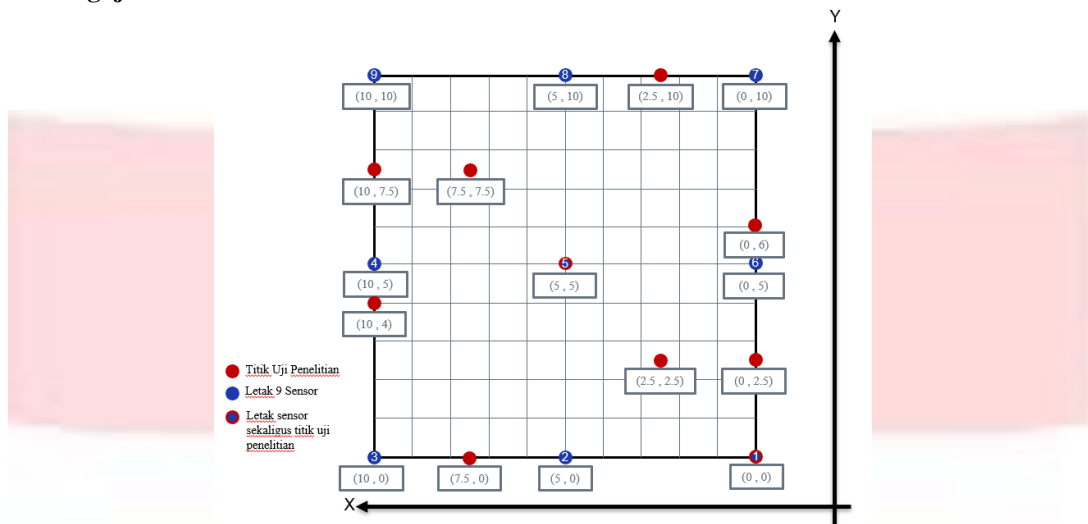 Y
9 8 7
(10 , 10) (5 , 10) (2.5 , 10) (0 , 10)
(10 , 7.5) (7.5 , 7.5)
(0 , 6)
4 5 6
(10 , 5) (5 , 5) (0 , 5)
(10 , 4)
Titik Uji Penelitian
Letak 9 Sensor
Letak sensor
sekaligus titik uji
penelitian
(2.5 , 2.5) (0 , 2.5)
3 2 1
(10 , 0) (7.5 , 0) (5 , 0) (0 , 0)
X